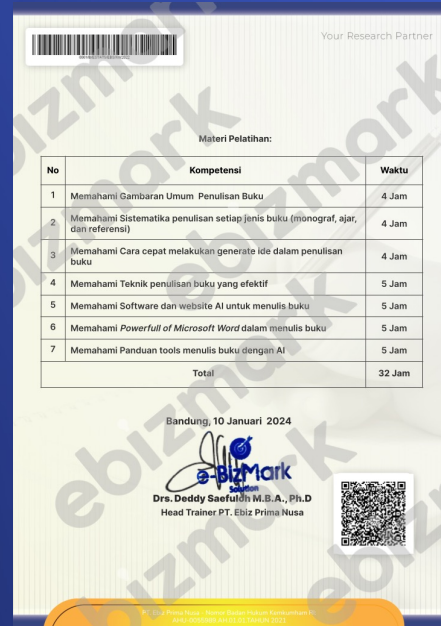 Your Research Partner
Materi Pelatihan:
No Kompetensi Waktu
1 Memahami Gambaran Umum Penulisan Buku 4 Jam
2 Memahami Sistematika penulisan setiap jenis buku (monograf, ajar,
dan referensi) 4 Jam
3 Memahami Cara cepat melakukan generate ide dalam penulisan
buku 4 Jam
4 Memahami Teknik penulisan buku yang efektif 5 Jam
5 Memahami Software dan website AI untuk menulis buku 5 Jam
6 Memahami Powerfull of Microsoft Word dalam menulis buku 5 Jam
7 Memahami Panduan tools menulis buku dengan AI 5 Jam
Total 32 Jam
Bandung, 10 Januari 2024
e-BizMark
Solution
Drs. Deddy Saefuloh M.B.A., Ph.D
Head Trainer PT. Ebiz Prima Nusa
ebizmark